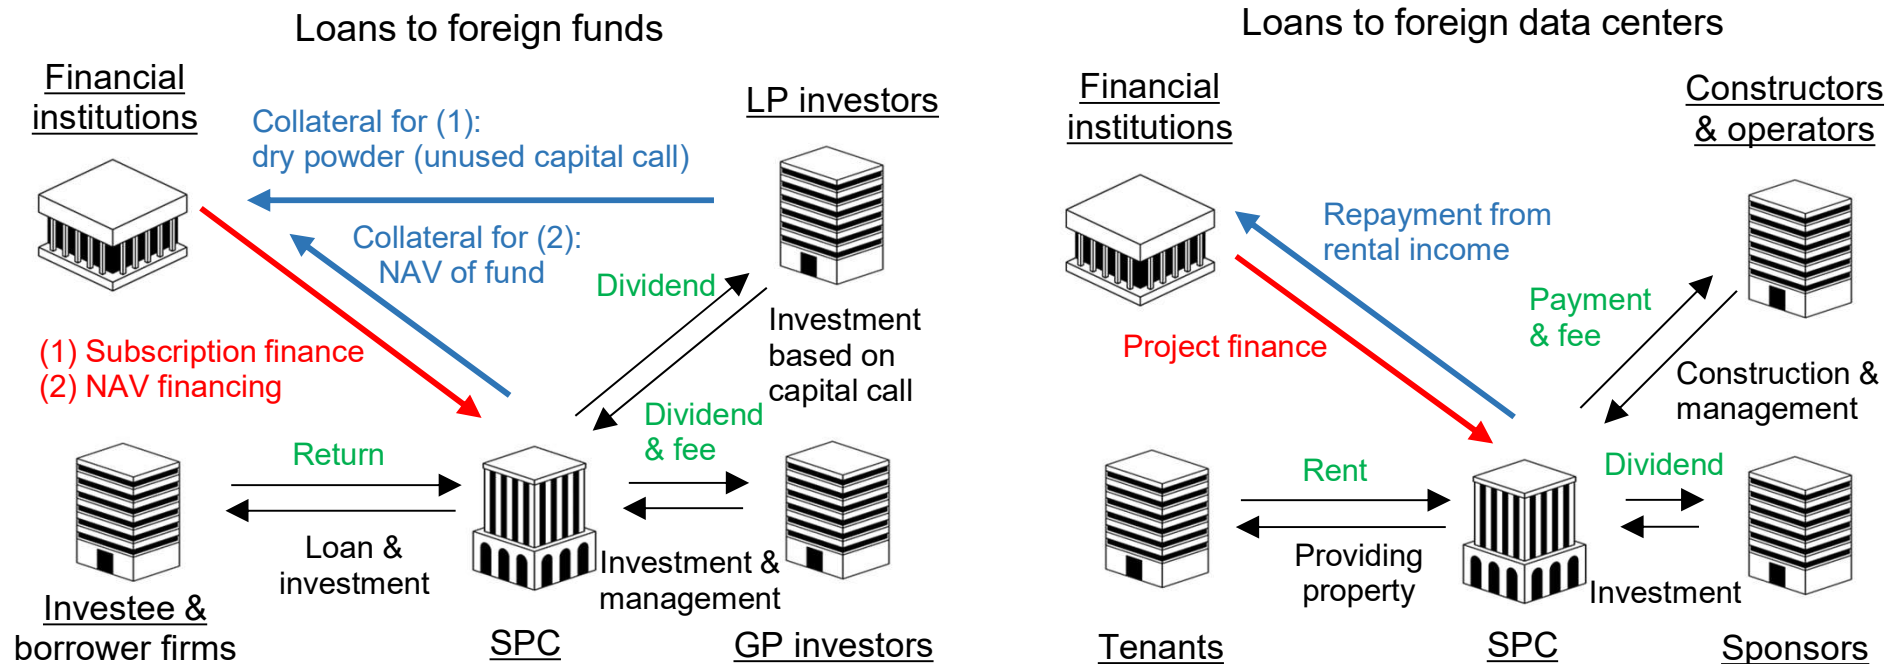 Loans to foreign funds
Financial
institutions
LP investors
Collateral for (1):
dry powder (unused capital call)
Collateral for (2):
NAV of fund
Dividend
Investment
based on
capital call
(1) Subscription finance
(2) NAV financing
Dividend
& fee
Return
Loan &
investment
Investment &
management
Investee &
borrower firms
SPC
GP investors
Loans to foreign data centers
Financial
institutions
Constructors
& operators
Repayment from
rental income
Payment
& fee
Project finance
Construction &
management
Rent
Dividend
Providing
property
Investment
Tenants
SPC
Sponsors